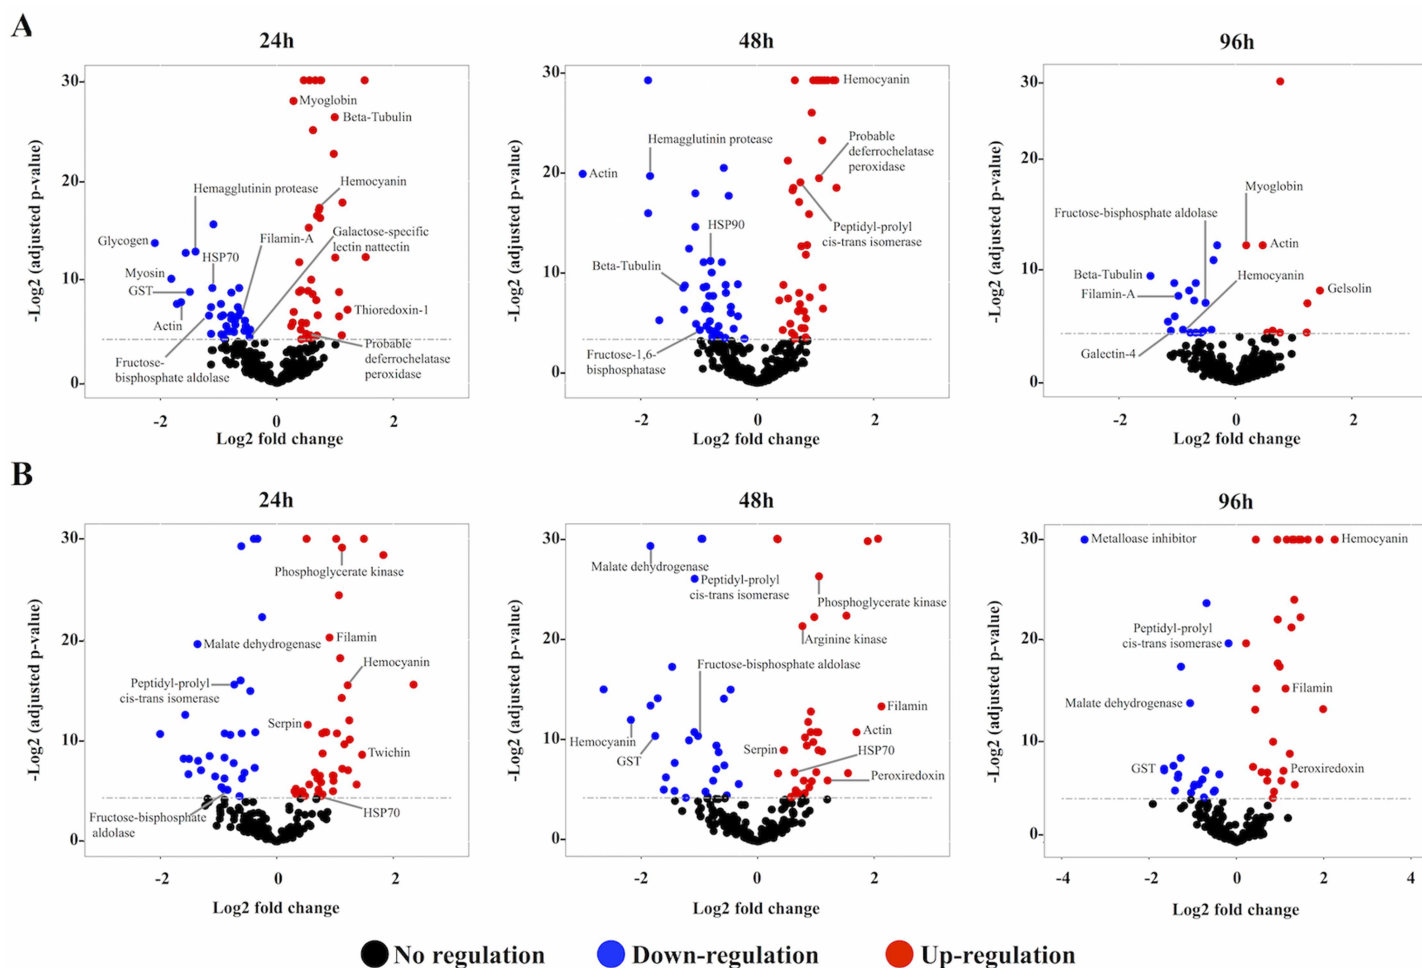 A
24h
48h
96h
-Log2 (adjusted p-value)
30
20
10
0
Myoglobin
Beta-Tubulin
Hemagglutinin protease
Hemocyanin
Glycogen
Filamin-A
Galactose-specific
lectin nattectin
HSP70
Myosin
GST
Actin
Thioredoxin-1
Fructose-
bisphosphate aldolase
Probable
deferrochelatase
peroxidase
-2
0
2
Log2 fold change
-Log2 (adjusted p-value)
30
20
10
0
Hemocyanin
Hemagglutinin protease
Probable
deferrochelatase
peroxidase
Actin
HSP90
Peptidyl-prolyl
cis-trans isomerase
Beta-Tubulin
Fructose-1,6-
bisphosphatase
-2
0
2
Log2 fold change
-Log2 (adjusted p-value)
30
20
10
0
Myoglobin
Fructose-bisphosphate aldolase
Actin
Beta-Tubulin
Hemocyanin
Filamin-A
Gelsolin
Galectin-4
-2
0
2
Log2 fold change
B
24h
48h
96h
-Log2 (adjusted p-value)
30
20
10
0
Phosphoglycerate kinase
Malate dehydrogenase
Filamin
Hemocyanin
Peptidyl-prolyl
cis-trans isomerase
Serpin
Twichin
Fructose-bisphosphate
aldolase
HSP70
-2
0
2
Log2 fold change
-Log2 (adjusted p-value)
30
20
10
0
Malate dehydrogenase
Peptidyl-prolyl
cis-trans isomerase
Phosphoglycerate kinase
Arginine kinase
Fructose-bisphosphate aldolase
Filamin
Hemocyanin
Actin
GST
Serpin
HSP70
Peroxiredoxin
-2
0
2
Log2 fold change
-Log2 (adjusted p-value)
30
20
10
0
Metalloase inhibitor
Hemocyanin
Peptidyl-prolyl
cis-trans isomerase
Malate dehydrogenase
Filamin
GST
Peroxiredoxin
-4
-2
0
2
4
Log2 fold change
No regulation
Down-regulation
Up-regulation